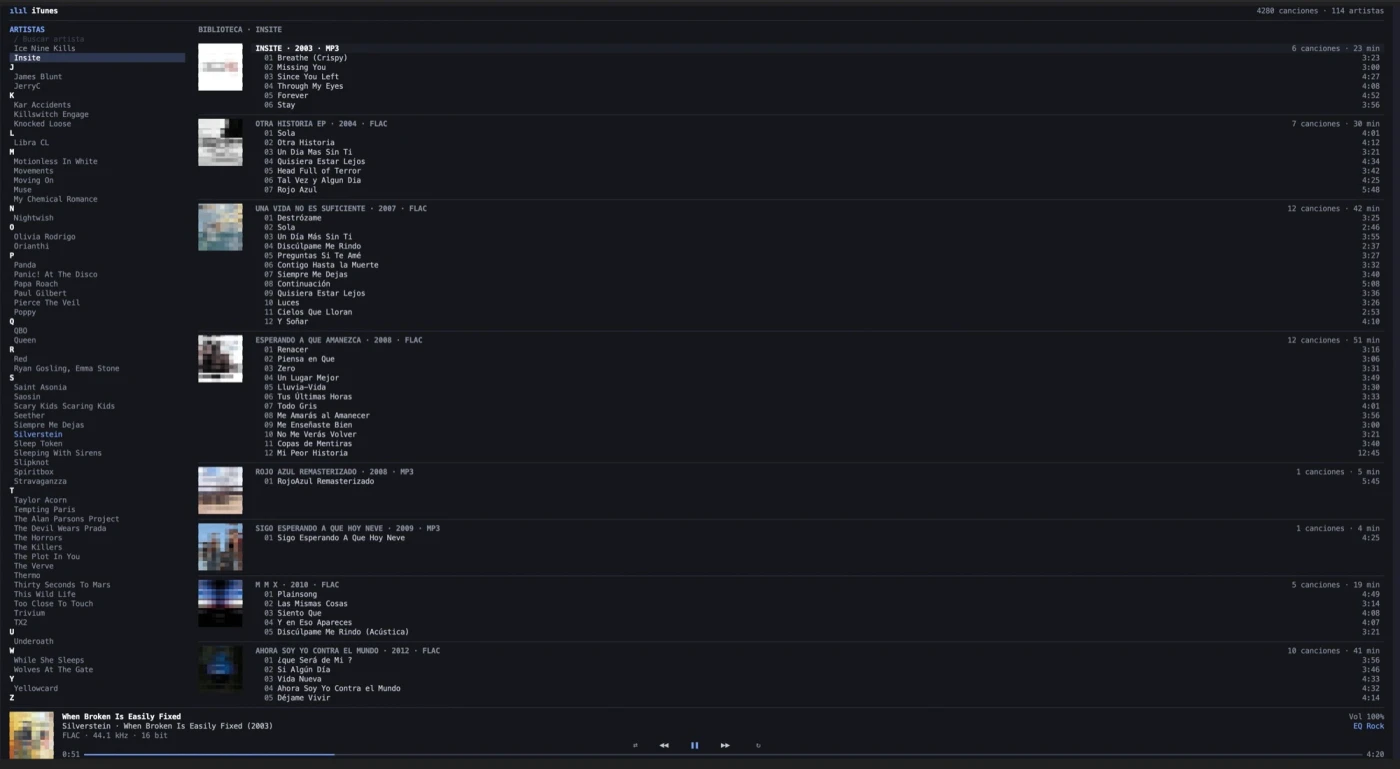 ılıl iTunes
4280 canciones · 114 artistas
ARTISTAS
/ Buscar artista
Ice Nine Kills
Insite
J
James Blunt
JerryC
K
Kar Accidents
Killswitch Engage
Knocked Loose
L
Libra CL
M
Motionless In White
Movements
Moving On
Muse
My Chemical Romance
N
Nightwish
O
Olivia Rodrigo
Orianthi
P
Panda
Panic! At The Disco
Papa Roach
Paul Gilbert
Pierce The Veil
Poppy
Q
QBO
Queen
R
Red
Ryan Gosling, Emma Stone
S
Saint Asonia
Saosin
Scary Kids Scaring Kids
Seether
Siempre Me Dejas
Silverstein
Sleep Token
Sleeping With Sirens
Slipknot
Spiritbox
Stravaganzza
T
Taylor Acorn
Tempting Paris
The Alan Parsons Project
The Devil Wears Prada
The Horrors
The Killers
The Plot In You
The Verve
Thermo
Thirty Seconds To Mars
This Wild Life
Too Close To Touch
Trivium
TX2
U
Underoath
W
While She Sleeps
Wolves At The Gate
Y
Yellowcard
Z
BIBLIOTECA · INSITE
INSITE · 2003 · MP3 6 canciones · 23 min
01 Breathe (Crispy) 3:23
02 Missing You 3:00
03 Since You Left 4:27
04 Through My Eyes 4:08
05 Forever 4:52
06 Stay 3:56
OTRA HISTORIA EP · 2004 · FLAC 7 canciones · 30 min
01 Sola 4:01
02 Otra Historia 4:12
03 Un Dia Mas Sin Ti 3:21
04 Quisiera Estar Lejos 4:34
05 Head Full of Terror 3:42
06 Tal Vez y Algun Dia 4:25
07 Rojo Azul 5:48
UNA VIDA NO ES SUFICIENTE · 2007 · FLAC 12 canciones · 42 min
01 Destrózame 3:25
02 Sola 2:46
03 Un Día Más Sin Ti 3:55
04 Discúlpame Me Rindo 2:37
05 Preguntas Si Te Amé 3:27
06 Contigo Hasta la Muerte 3:32
07 Siempre Me Dejas 3:40
08 Continuación 5:08
09 Quisiera Estar Lejos 3:36
10 Luces 3:26
11 Cielos Que Lloran 2:53
12 Y Soñar 4:10
ESPERANDO A QUE AMANEZCA · 2008 · FLAC 12 canciones · 51 min
01 Renacer 3:16
02 Piensa en Que 3:06
03 Zero 3:31
04 Un Lugar Mejor 3:49
05 Lluvia-Vida 3:30
06 Tus Últimas Horas 3:33
07 Todo Gris 4:01
08 Me Amarás al Amanecer 3:56
09 Me Enseñaste Bien 3:00
10 No Me Verás Volver 3:21
11 Copas de Mentiras 3:40
12 Mi Peor Historia 12:45
ROJO AZUL REMASTERIZADO · 2008 · MP3 1 canciones · 5 min
01 RojoAzul Remasterizado 5:45
SIGO ESPERANDO A QUE HOY NEVE · 2009 · MP3 1 canciones · 4 min
01 Sigo Esperando A Que Hoy Neve 4:25
M M X · 2010 · FLAC 5 canciones · 19 min
01 Plainsong 4:49
02 Las Mismas Cosas 3:14
03 Siento Que 4:08
04 Y en Eso Apareces 4:07
05 Discúlpame Me Rindo (Acústica) 3:21
AHORA SOY YO CONTRA EL MUNDO · 2012 · FLAC 10 canciones · 41 min
01 ¿que Será de Mi ? 3:56
02 Si Algún Día 3:46
03 Vida Nueva 4:33
04 Ahora Soy Yo Contra el Mundo 4:32
05 Déjame Vivir 4:14
When Broken Is Easily Fixed
Silverstein · When Broken Is Easily Fixed (2003)
FLAC · 44.1 kHz · 16 bit
Vol 100%
EQ Rock
0:51
4:20